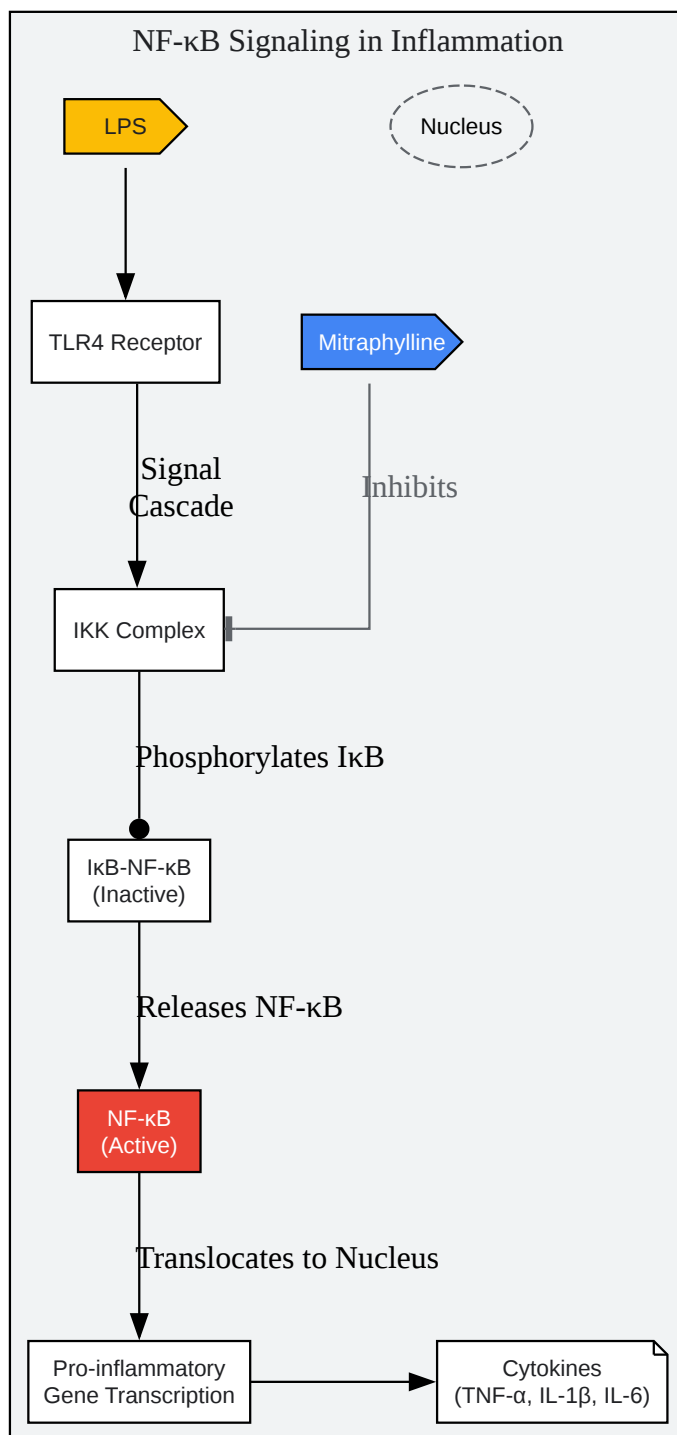 NF-κB Signaling in Inflammation
LPS
Nucleus
TLR4 Receptor
Mitraphylline
Signal
Cascade
Inhibits
IKK Complex
Phosphorylates IκB
IκB-NF-κB
(Inactive)
Releases NF-κB
NF-κB
(Active)
Translocates to Nucleus
Pro-inflammatory
Gene Transcription
Cytokines
(TNF-α, IL-1β, IL-6)